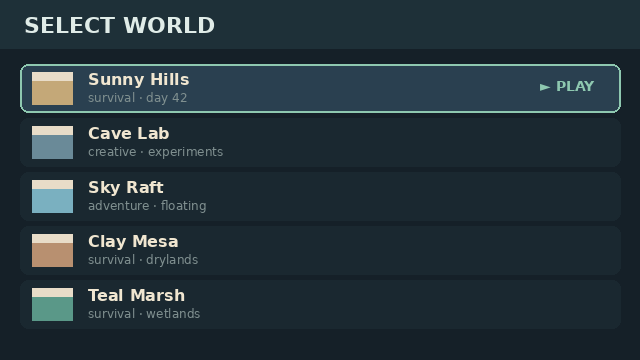 SELECT WORLD
Sunny Hills
survival · day 42
► PLAY
Cave Lab
creative · experiments
Sky Raft
adventure · floating
Clay Mesa
survival · drylands
Teal Marsh
survival · wetlands